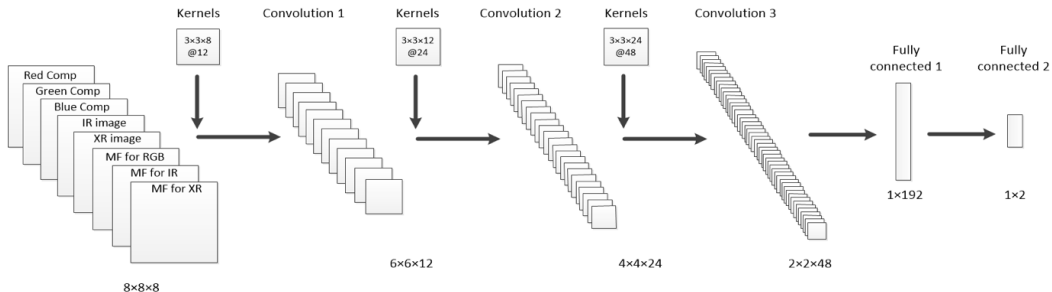 Kernels
Convolution 1
Kernels
Convolution 2
Kernels
Convolution 3
3×3×8
@12
3×3×12
@24
3×3×24
@48
Fully
connected 1
Fully
connected 2
Red Comp
Green Comp
Blue Comp
IR image
XR image
MF for RGB
MF for IR
MF for XR
1×192
1×2
6×6×12
4×4×24
2×2×48
8×8×8